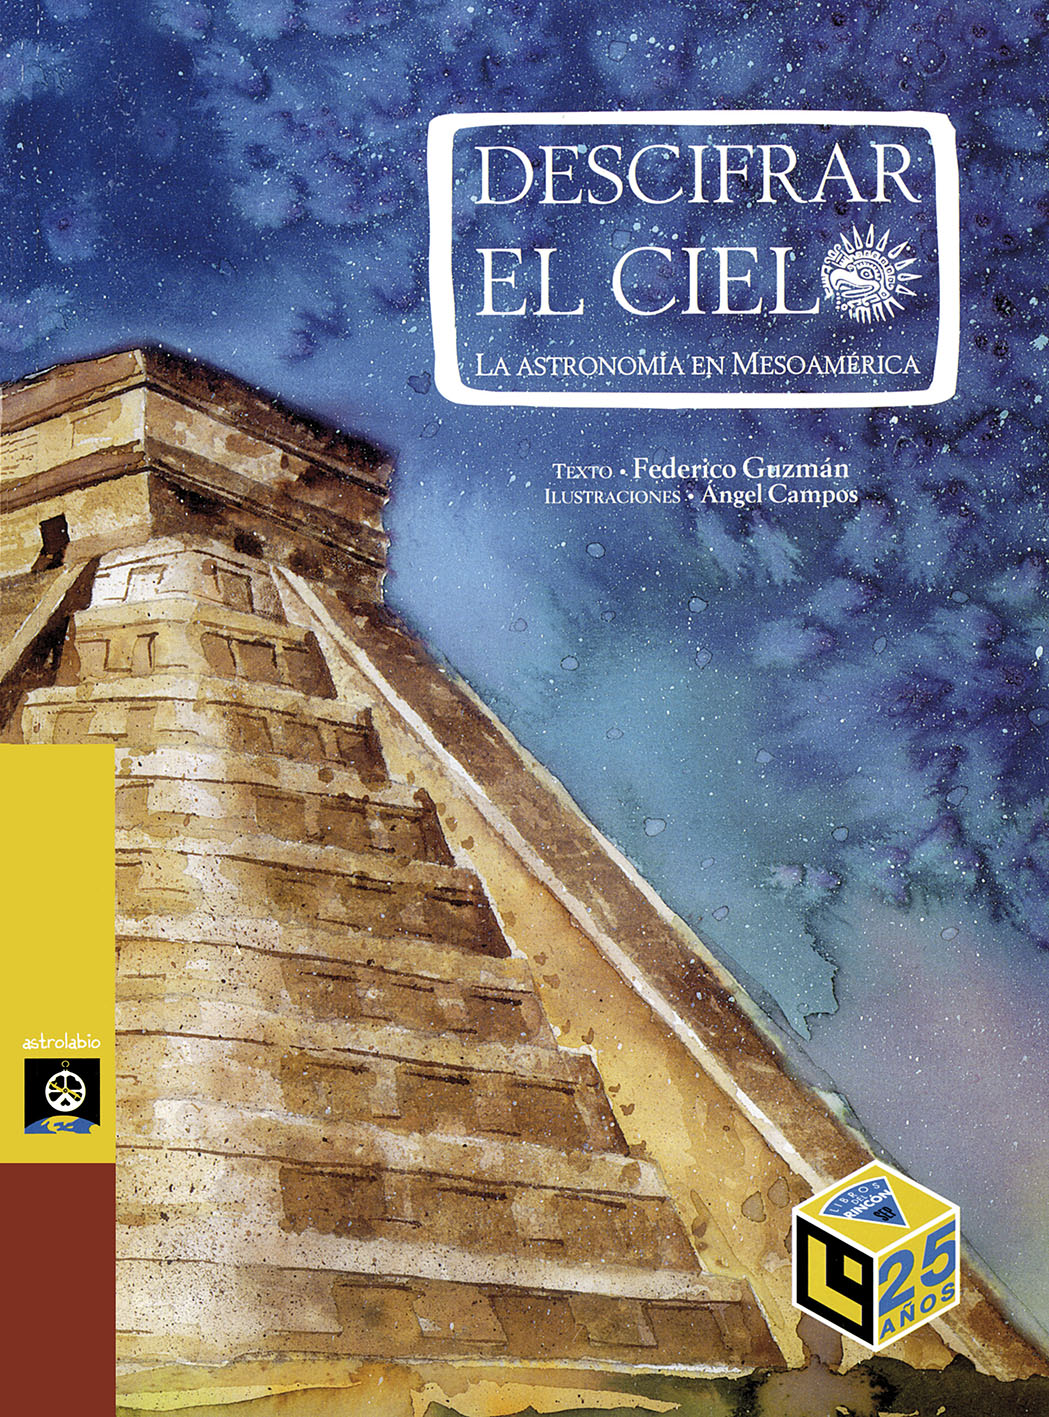 DESCIFRAR
EL CIELO
LA ASTRONOMÍA EN MESOAMÉRICA
TEXTO • Federico Guzmán
ILUSTRACIONES • Ángel Campos
astrolabio
LIBROS
DEL
RINCÓN
SEP
25
AÑOS